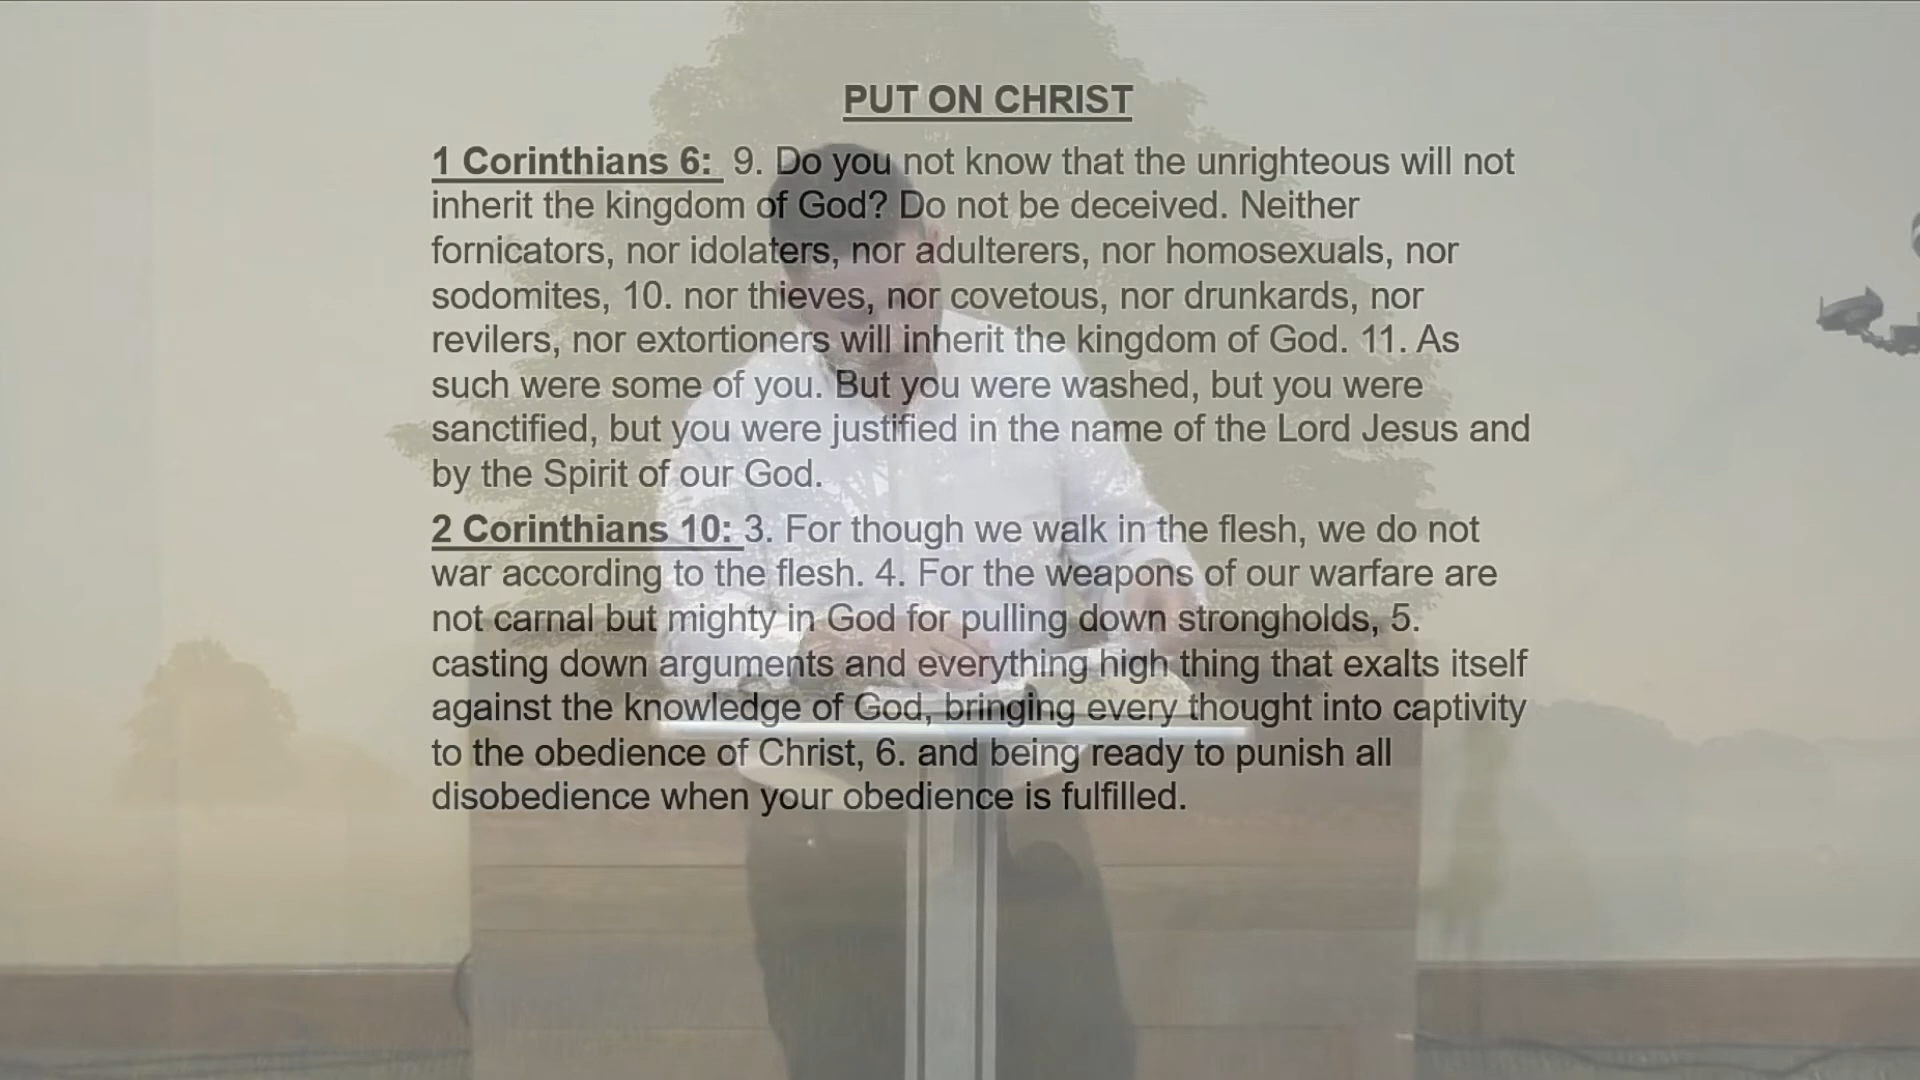 PUT ON CHRIST
1 Corinthians 6: 9. Do you not know that the unrighteous will not
inherit the kingdom of God? Do not be deceived. Neither
fornicators, nor idolaters, nor adulterers, nor homosexuals, nor
sodomites, 10. nor thieves, nor covetous, nor drunkards, nor
revilers, nor extortioners will inherit the kingdom of God. 11. As
such were some of you. But you were washed, but you were
sanctified, but you were justified in the name of the Lord Jesus and
by the Spirit of our God.
2 Corinthians 10: 3. For though we walk in the flesh, we do not
war according to the flesh. 4. For the weapons of our warfare are
not carnal but mighty in God for pulling down strongholds, 5.
casting down arguments and everything high thing that exalts itself
against the knowledge of God, bringing every thought into captivity
to the obedience of Christ, 6. and being ready to punish all
disobedience when your obedience is fulfilled.